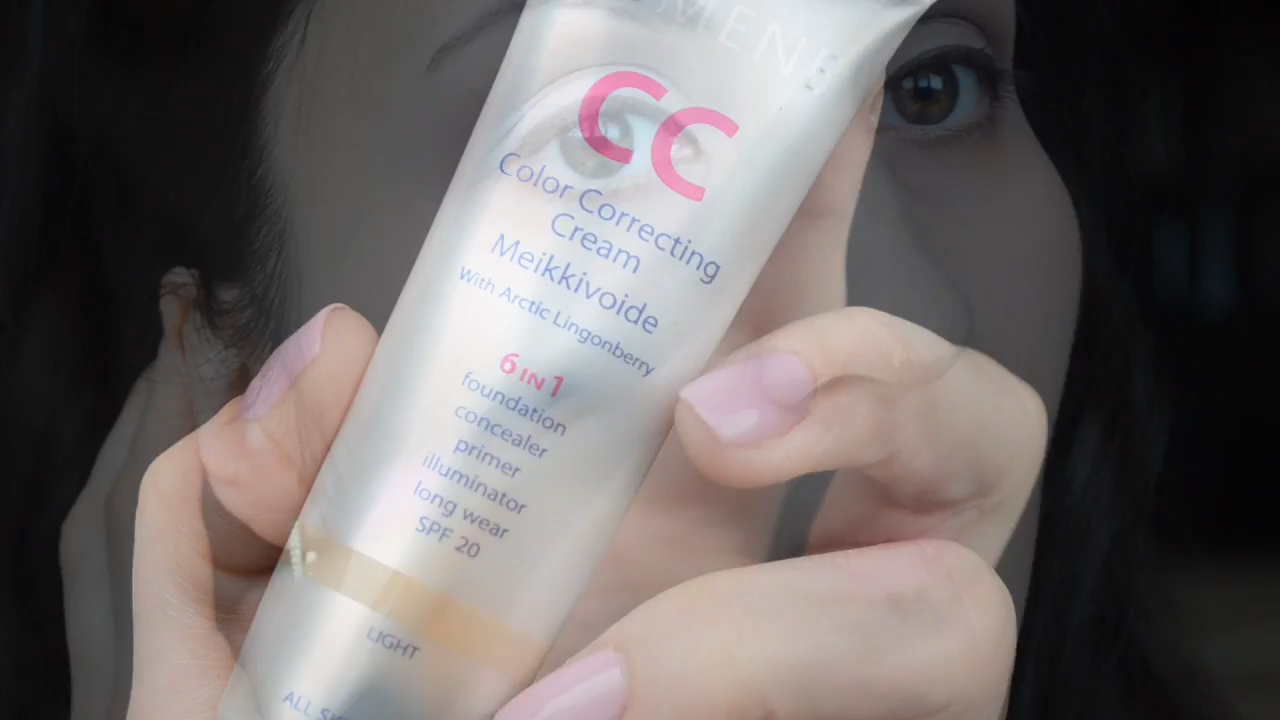 CC
Color Correcting
Cream
Meikkivoide
With Arctic Lingonberry
6 IN 1
foundation
concealer
primer
illuminator
long wear
SPF 20
LIGHT
ALL